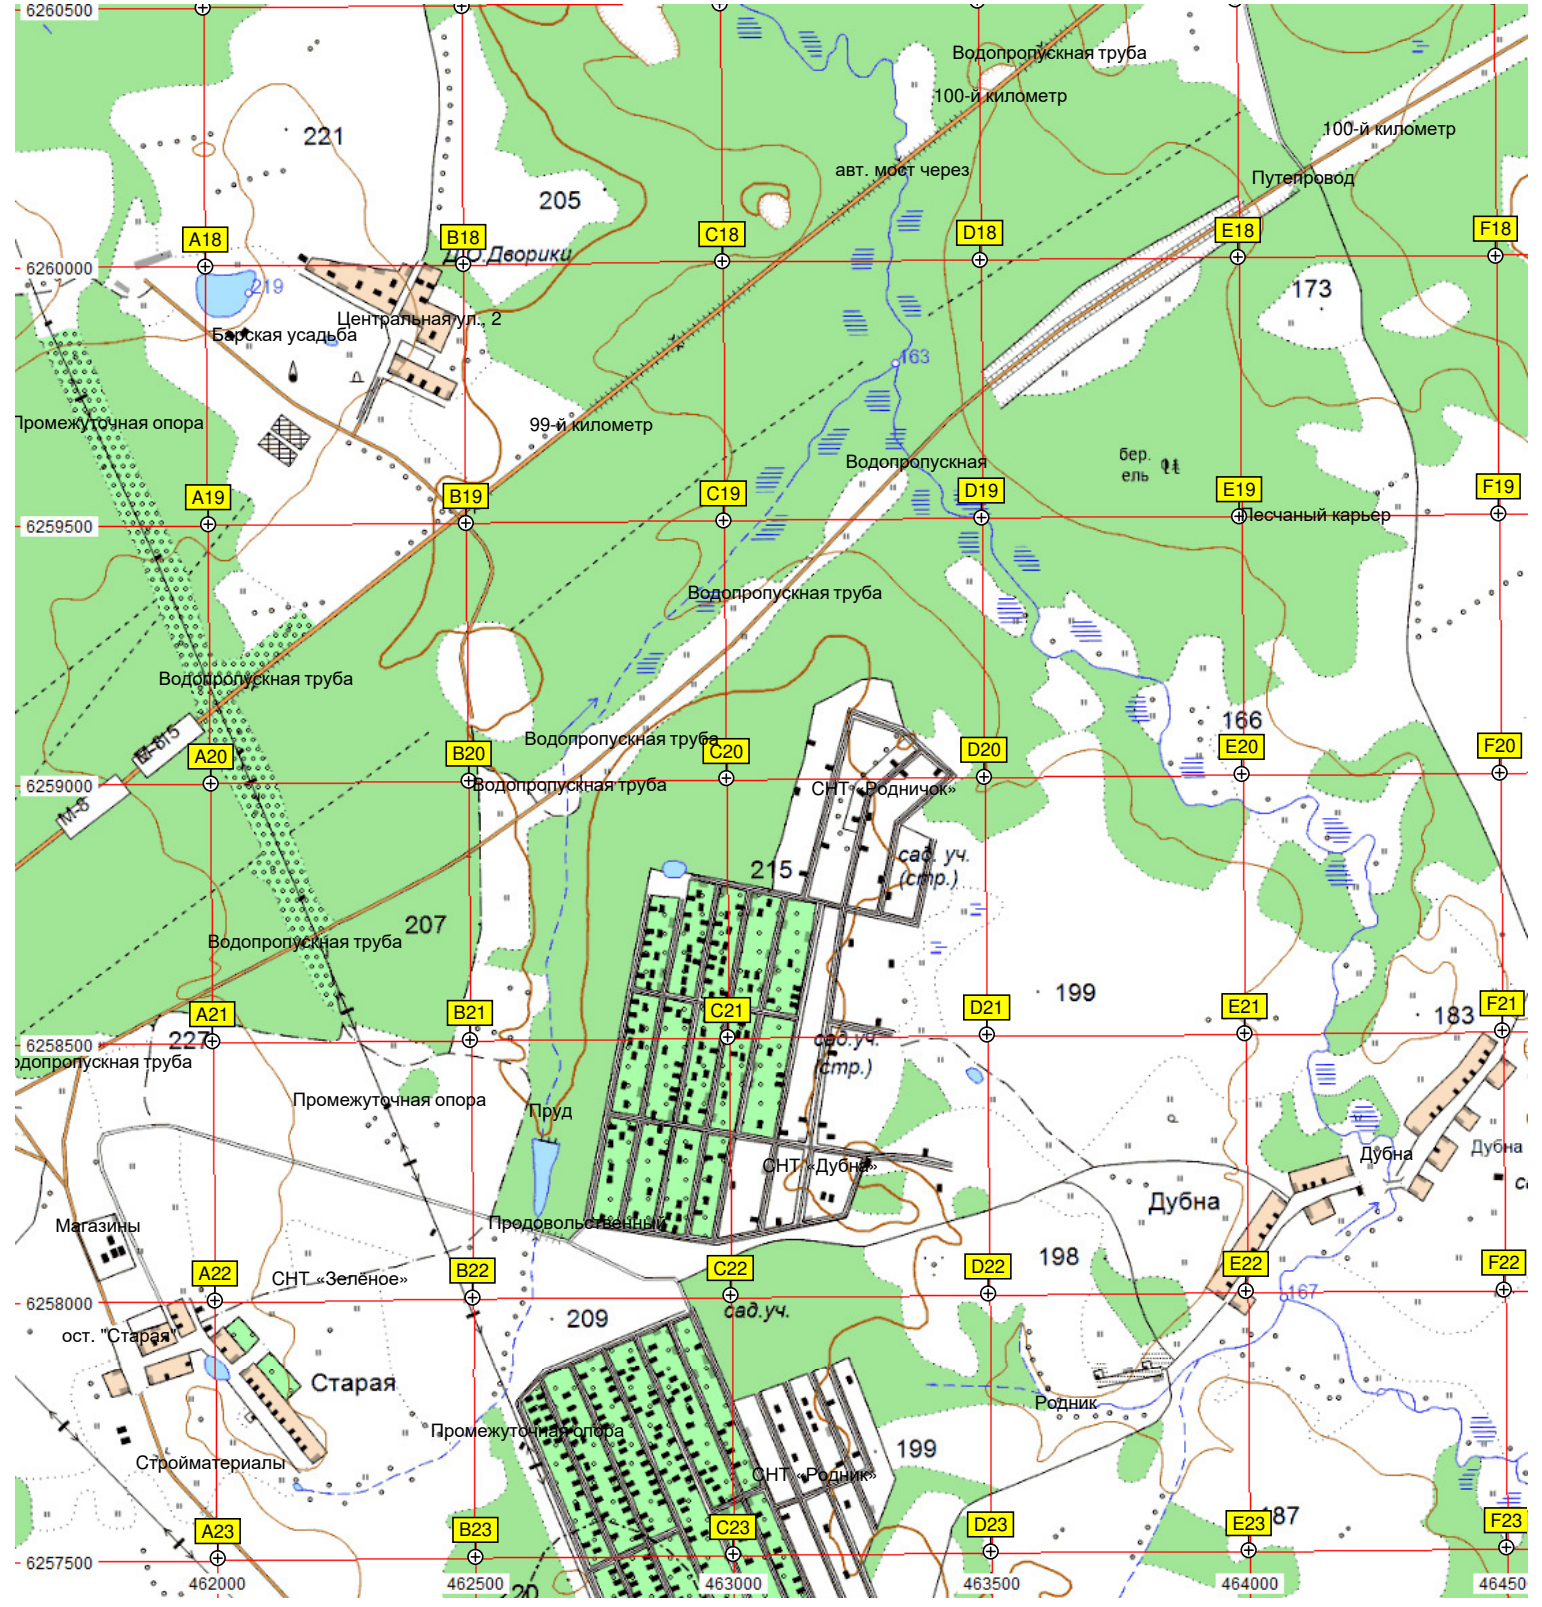 6260500
Водопропускная труба
100-й километр
100-й километр
221
авт. мост через
Путепровод
205
A18
B18
C18
D18
E18
F18
Д.О.Дворики
6260000
219
173
Центральная ул., 2
Барская усадьба
163
Промежуточная опора
99-й километр
бер.
ель
Водопропускная
A19
B19
C19
D19
E19
F19
Песчаный карьер
6259500
Водопропускная труба
Водопропускная труба
166
Водопропускная труба
A20
B20
C20
D20
E20
F20
6259000
М-8
Водопропускная труба
СНТ «Родничок»
215
сад. уч.
(стр.)
207
Водопропускная труба
199
A21
B21
C21
D21
E21
F21
183
227
6258500
сад.уч.
(стр.)
одопропускная труба
Промежуточная опора
Пруд
Дубна
Дубна
СНТ «Дубна»
Дубна
Магазины
Продовольственный
198
A22
B22
C22
D22
E22
F22
СНТ «Зелёное»
167
6258000
209
сад.уч.
ост. "Старая"
Старая
Родник
Промежуточная опора
199
Стройматериалы
СНТ «Родник»
A23
B23
C23
D23
E23
F23
187
6257500
20
462000
462500
463000
463500
464000
46450